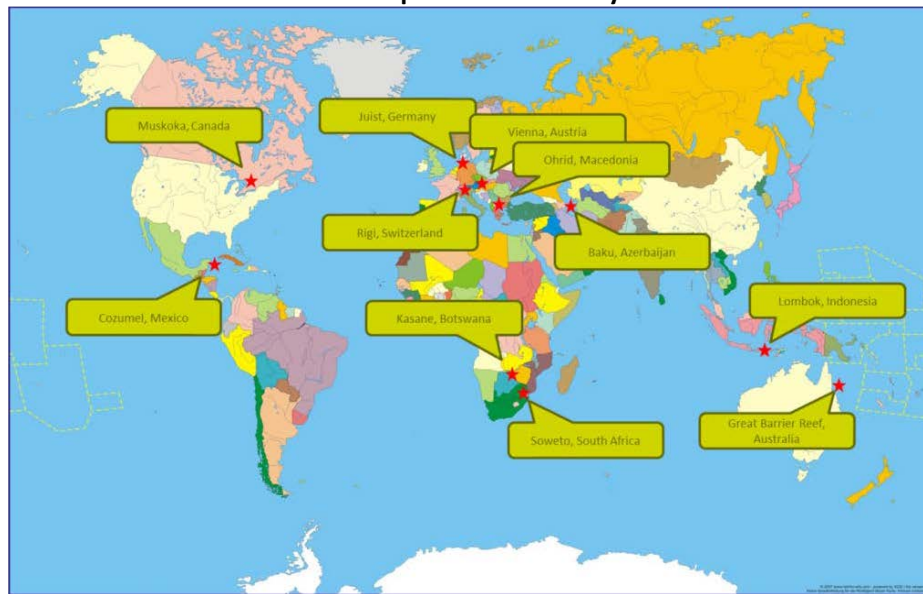 Muskoka, Canada
Juist, Germany
Vienna, Austria
Ohrid, Macedonia
Rigi, Switzerland
Baku, Azerbaijan
Cozumel, Mexico
Kasane, Botswana
Lombok, Indonesia
Soweto, South Africa
Great Barrier Reef,
Australia